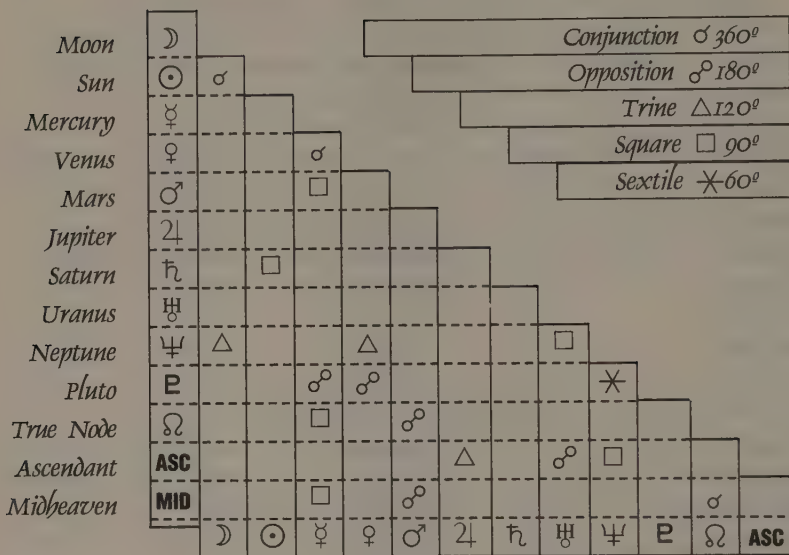 Moon ☽
Conjunction ☌ 360º
Sun ☉ ☌
Opposition ☍ 180º
Mercury ☿
Trine △ 120º
Venus ♀ ☌
Square □ 90º
Mars ♂ □
Sextile ⚹ 60º
Jupiter ♃
Saturn ♄ □
Uranus ♅
Neptune ♆ △ △ □
Pluto ♇ ☍ ☍ ⚹
True Node ☊ □ ☍
Ascendant ASC △ ☍ □
Midheaven MID □ ☍ ☌
☽ ☉ ☿ ♀ ♂ ♃ ♄ ♅ ♆ ♇ ☊ ASC